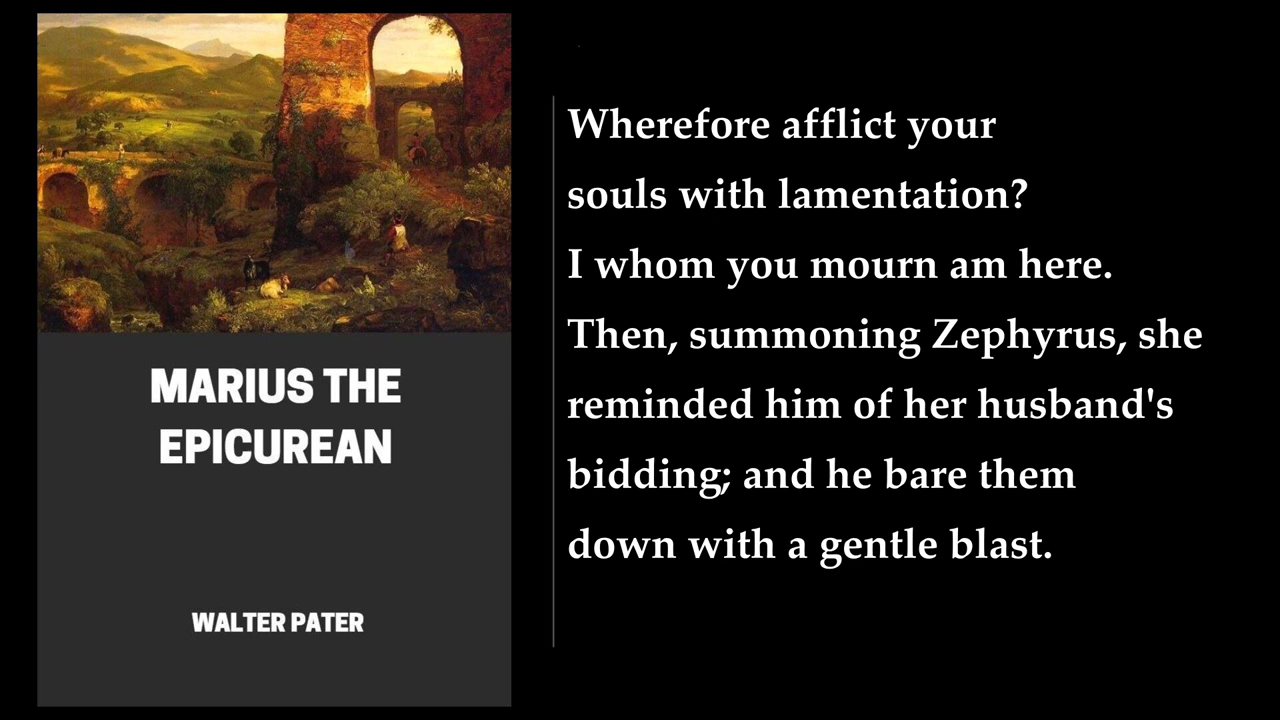 MARIUS THE
EPICUREAN
WALTER PATER
Wherefore afflict your
souls with lamentation?
I whom you mourn am here.
Then, summoning Zephyrus, she
reminded him of her husband's
bidding; and he bare them
down with a gentle blast.